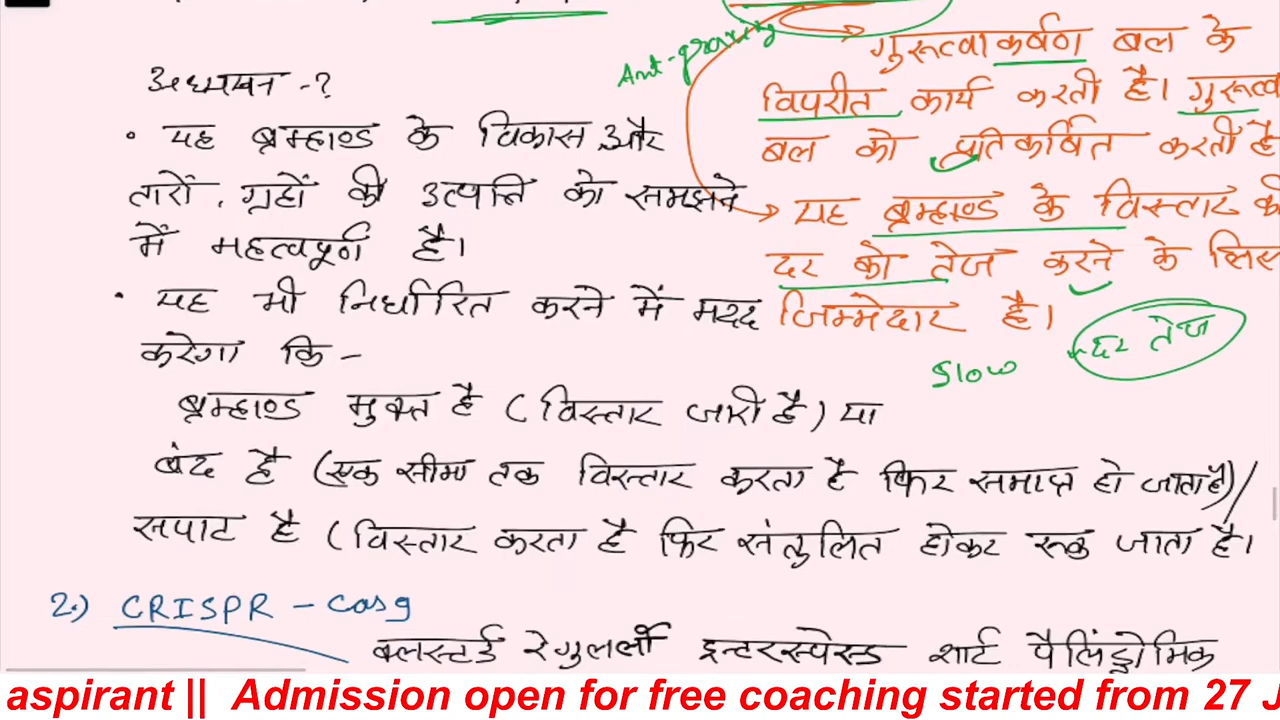 Ant-gravity
गुरुत्वाकर्षण बल के
विपरीत कार्य करती है। गुरुत्व
बल को प्रतिकर्षित करती है
→ यह ब्रम्हाण्ड के विस्तार की
दर को तेज करने के लिए
जिम्मेदार है।
slow
दर तेज
अध्ययन -?
• यह ब्रम्हाण्ड के विकास और
तारों, ग्रहों की उत्पत्ति को समझने
में महत्वपूर्ण है।
• यह भी निर्धारित करने में मदद
करेगा कि -
ब्रम्हाण्ड मुक्त है (विस्तार जारी है) या
बंद है (एक सीमा तक विस्तार करता है फिर समाप्त हो जाता है)/
सपाट है (विस्तार करता है फिर संतुलित होकर रूक जाता है।
2.) CRISPR - Cas9
क्लस्टर्ड रेगुलर्ली इन्टरस्पेस्ड शार्ट पैलिंड्रोमिक
aspirant || Admission open for free coaching started from 27 J